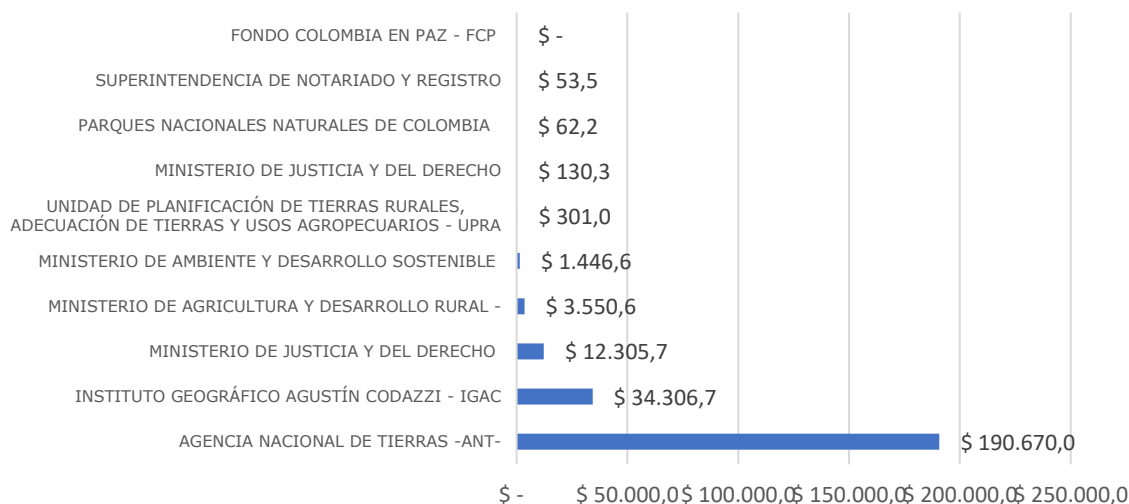 FONDO COLOMBIA EN PAZ - FCP $ -
SUPERINTENDENCIA DE NOTARIADO Y REGISTRO $ 53,5
PARQUES NACIONALES NATURALES DE COLOMBIA $ 62,2
MINISTERIO DE JUSTICIA Y DEL DERECHO $ 130,3
UNIDAD DE PLANIFICACIÓN DE TIERRAS RURALES,
ADECUACIÓN DE TIERRAS Y USOS AGROPECUARIOS - UPRA $ 301,0
MINISTERIO DE AMBIENTE Y DESARROLLO SOSTENIBLE $ 1.446,6
MINISTERIO DE AGRICULTURA Y DESARROLLO RURAL - $ 3.550,6
MINISTERIO DE JUSTICIA Y DEL DERECHO $ 12.305,7
INSTITUTO GEOGRÁFICO AGUSTÍN CODAZZI - IGAC $ 34.306,7
AGENCIA NACIONAL DE TIERRAS -ANT- $ 190.670,0
$ - $ 50.000,0 $ 100.000,0 $ 150.000,0 $ 200.000,0 $ 250.000,0